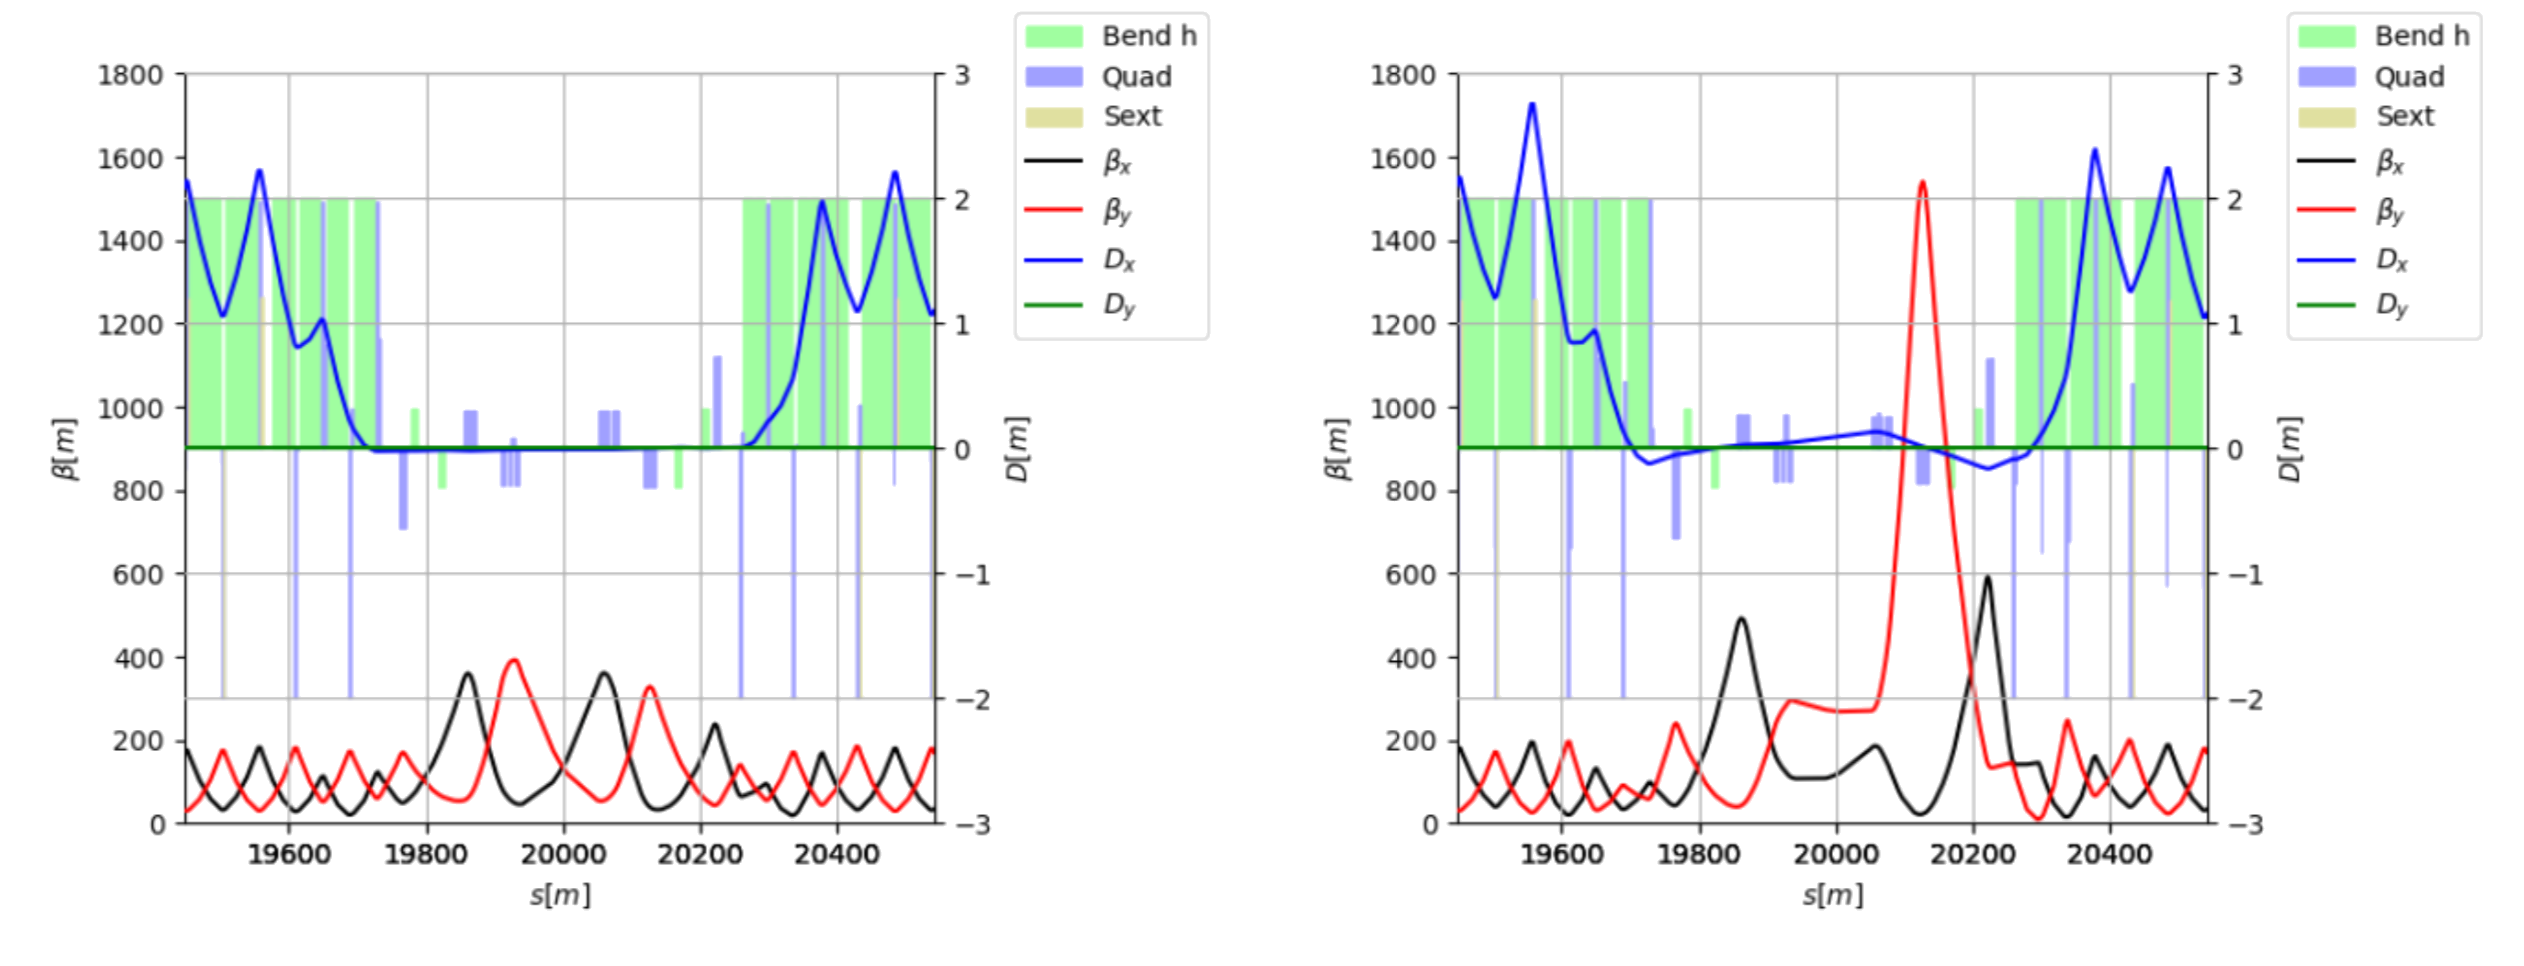 Bend h
Quad
Sext
βx
βy
Dx
Dy
1800
1600
1400
1200
1000
800
600
400
200
0
β[m]
3
2
1
0
−1
−2
−3
D[m]
19600 19800 20000 20200 20400
s[m]
Bend h
Quad
Sext
βx
βy
Dx
Dy
1800
1600
1400
1200
1000
800
600
400
200
0
β[m]
3
2
1
0
−1
−2
−3
D[m]
19600 19800 20000 20200 20400
s[m]